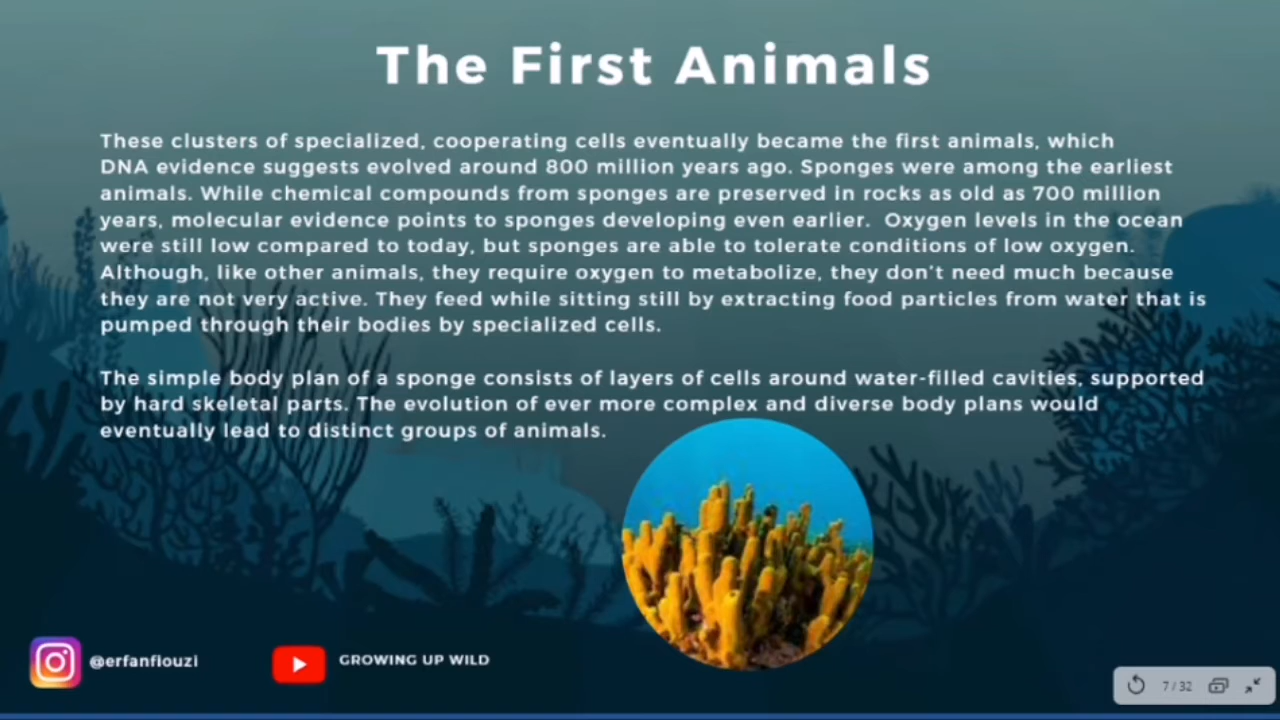 The First Animals
These clusters of specialized, cooperating cells eventually became the first animals, which
DNA evidence suggests evolved around 800 million years ago. Sponges were among the earliest
animals. While chemical compounds from sponges are preserved in rocks as old as 700 million
years, molecular evidence points to sponges developing even earlier. Oxygen levels in the ocean
were still low compared to today, but sponges are able to tolerate conditions of low oxygen.
Although, like other animals, they require oxygen to metabolize, they don't need much because
they are not very active. They feed while sitting still by extracting food particles from water that is
pumped through their bodies by specialized cells.
The simple body plan of a sponge consists of layers of cells around water-filled cavities, supported
by hard skeletal parts. The evolution of ever more complex and diverse body plans would
eventually lead to distinct groups of animals.
@erfanflouzi
GROWING UP WILD
7 / 32